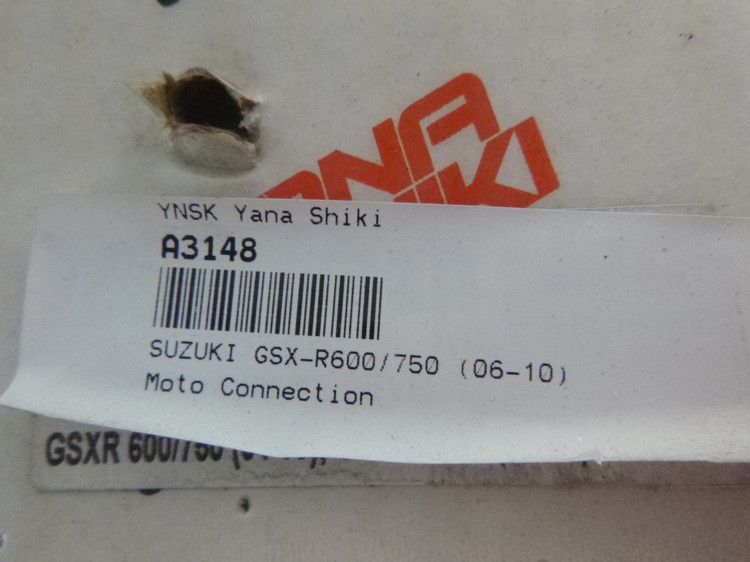 YNSK Yana Shiki
A3148
SUZUKI GSX-R600/750 (06-10)
Moto Connection
GSXR 600/750